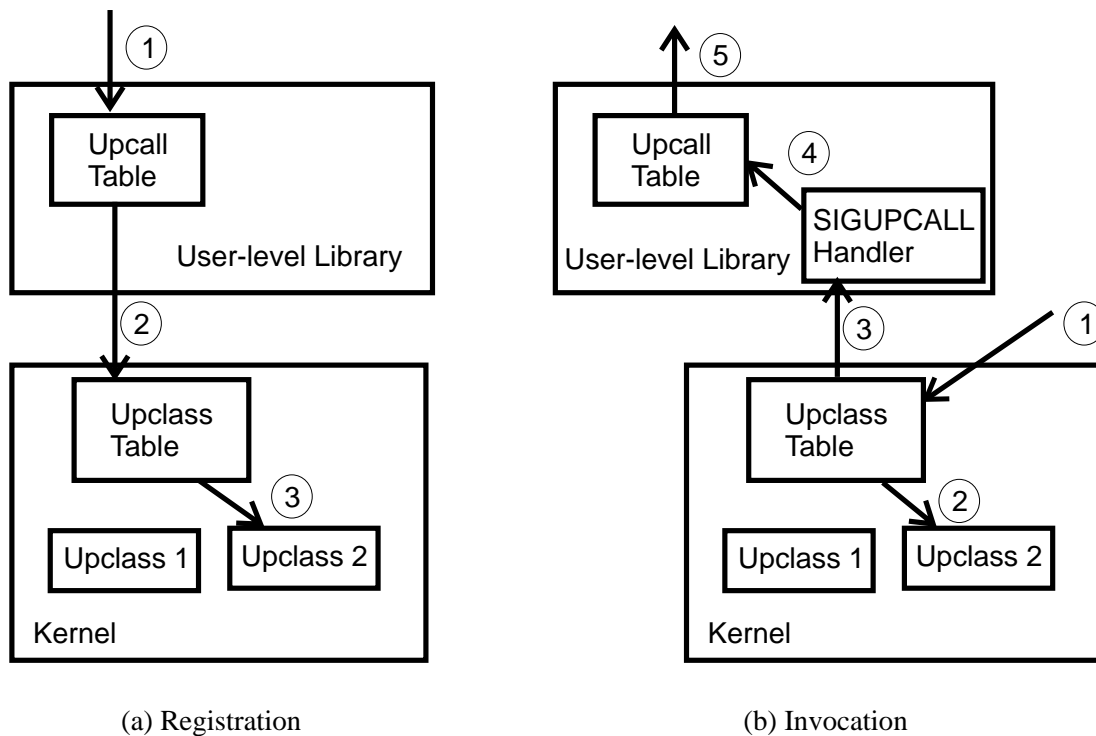 1
Upcall
Table
User-level Library
2
Upclass
Table
3
Upclass 1
Upclass 2
Kernel
(a) Registration
5
Upcall
Table
4
SIGUPCALL
Handler
User-level Library
3
1
Upclass
Table
2
Upclass 1
Upclass 2
Kernel
(b) Invocation